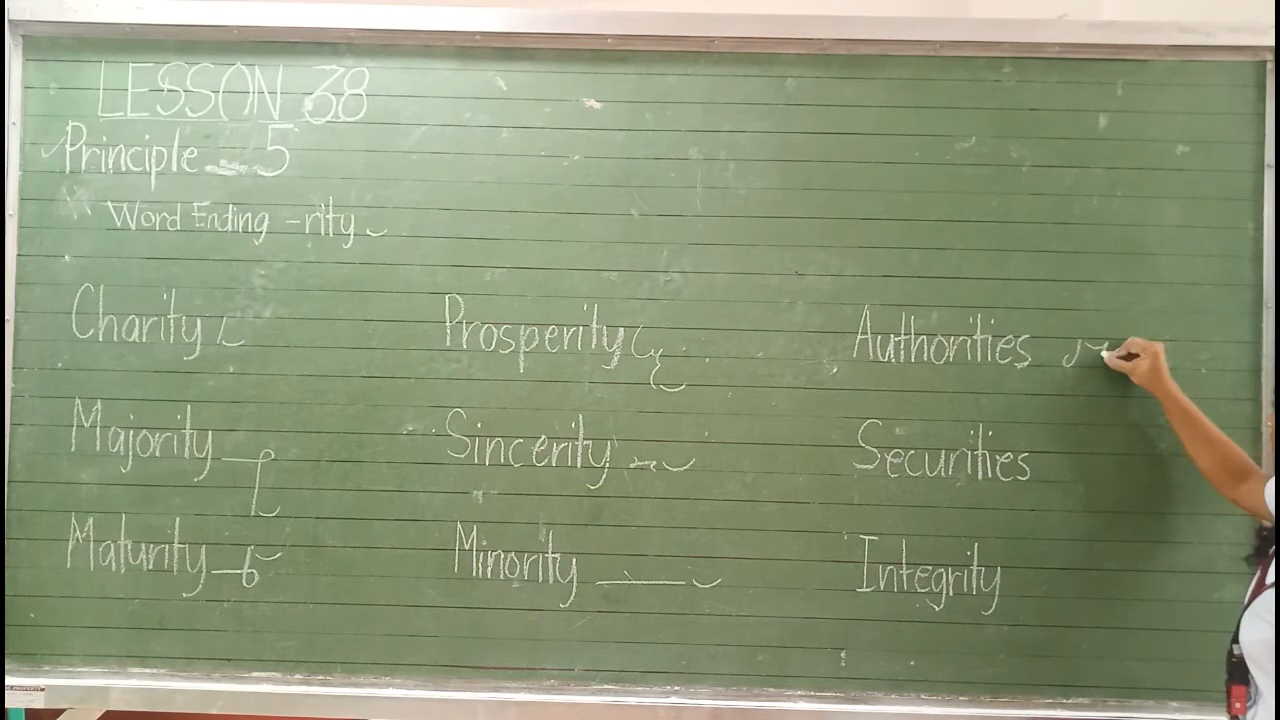 LESSON 38
Principle - 5
Word Ending -rity
Charity
Prosperity
Authorities
Majority
Sincerity
Securities
Maturity
Minority
Integrity